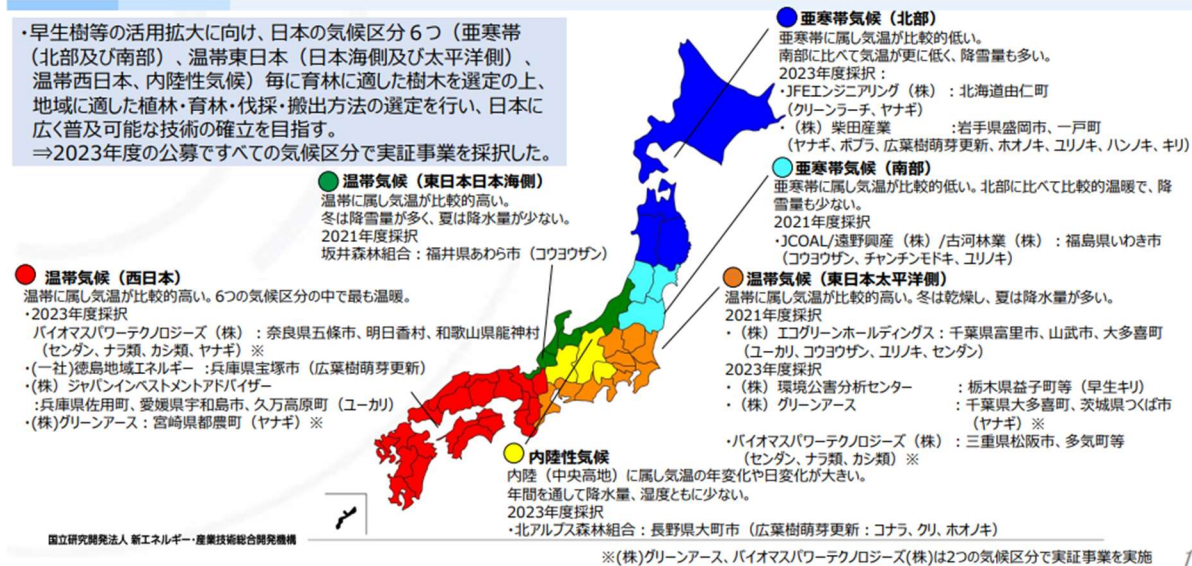 ・早生樹等の活用拡大に向け、日本の気候区分６つ（亜寒帯
（北部及び南部）、温帯東日本（日本海側及び太平洋側）、
温帯西日本、内陸性気候）毎に育林に適した樹木を選定の上、
地域に適した植林・育林・伐採・搬出方法の選定を行い、日本に
広く普及可能な技術の確立を目指す。
⇒2023年度の公募ですべての気候区分で実証事業を採択した。
亜寒帯気候（北部）
亜寒帯に属し気温が比較的低い。
南部に比べて気温が更に低く、降雪量も多い。
2023年度採択：
・JFEエンジニアリング（株）：北海道由仁町
（クリーンラーチ、ヤナギ）
・（株）柴田産業　：岩手県盛岡市、一戸町
（ヤナギ、ポプラ、広葉樹萌芽更新、ホオノキ、ユリノキ、ハンノキ、キリ）
温帯気候（東日本日本海側）
温帯に属し気温が比較的高い。
冬は降雪量が多く、夏は降水量が少ない。
2021年度採択
坂井森林組合：福井県あわら市（コウヨウザン）
亜寒帯気候（南部）
亜寒帯に属し気温が比較的低い。北部に比べて比較的温暖で、降
雪量も少ない。
2021年度採択
・JCOAL/遠野興産（株）/古河林業（株）：福島県いわき市
（コウヨウザン、チャンチンモドキ、ユリノキ）
温帯気候（西日本）
温帯に属し気温が比較的高い。6つの気候区分の中で最も温暖。
・2023年度採択
バイオマスパワーテクノロジーズ（株）：奈良県五條市、明日香村、和歌山県龍神村
（センダン、ナラ類、カシ類、ヤナギ）※
・(一社)徳島地域エネルギー ：兵庫県宝塚市（広葉樹萌芽更新）
・(株）ジャパンインベストメントアドバイザー
：兵庫県佐用町、愛媛県宇和島市、久万高原町（ユーカリ）
・(株)グリーンアース：宮崎県都農町（ヤナギ）※
温帯気候（東日本太平洋側）
温帯に属し気温が比較的高い。冬は乾燥し、夏は降水量が多い。
2021年度採択
・（株）エコグリーンホールディングス：千葉県富里市、山武市、大多喜町
（ユーカリ、コウヨウザン、ユリノキ、センダン）
2023年度採択
・（株）環境公害分析センター　：栃木県益子町等（早生キリ）
・（株）グリーンアース　：千葉県大多喜町、茨城県つくば市
（ヤナギ）※
・バイオマスパワーテクノロジーズ（株）：三重県松阪市、多気町等
（センダン、ナラ類、カシ類）※
内陸性気候
内陸（中央高地）に属し気温の年変化や日変化が大きい。
年間を通して降水量、湿度ともに少ない。
2023年度採択
・北アルプス森林組合：長野県大町市（広葉樹萌芽更新：コナラ、クリ、ホオノキ）
国立研究開発法人 新エネルギー・産業技術総合開発機構
※(株)グリーンアース、バイオマスパワーテクノロジーズ(株)は2つの気候区分で実証事業を実施
1